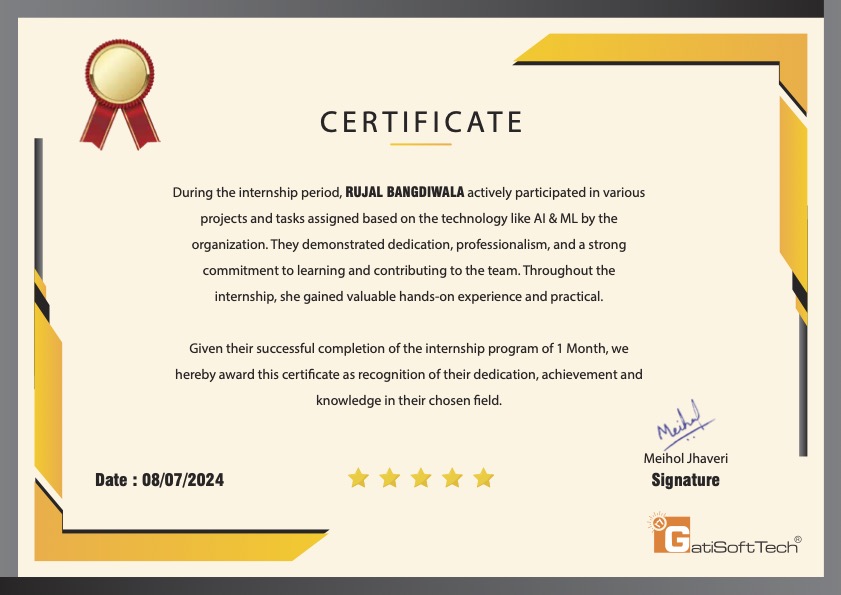 CERTIFICATE
During the internship period, RUJAL BANGDIWALA actively participated in various
projects and tasks assigned based on the technology like AI & ML by the
organization. They demonstrated dedication, professionalism, and a strong
commitment to learning and contributing to the team. Throughout the
internship, she gained valuable hands-on experience and practical.
Given their successful completion of the internship program of 1 Month, we
hereby award this certificate as recognition of their dedication, achievement and
knowledge in their chosen field.
Meihol
Meihol Jhaveri
Date : 08/07/2024
Signature
GatiSoftTech®